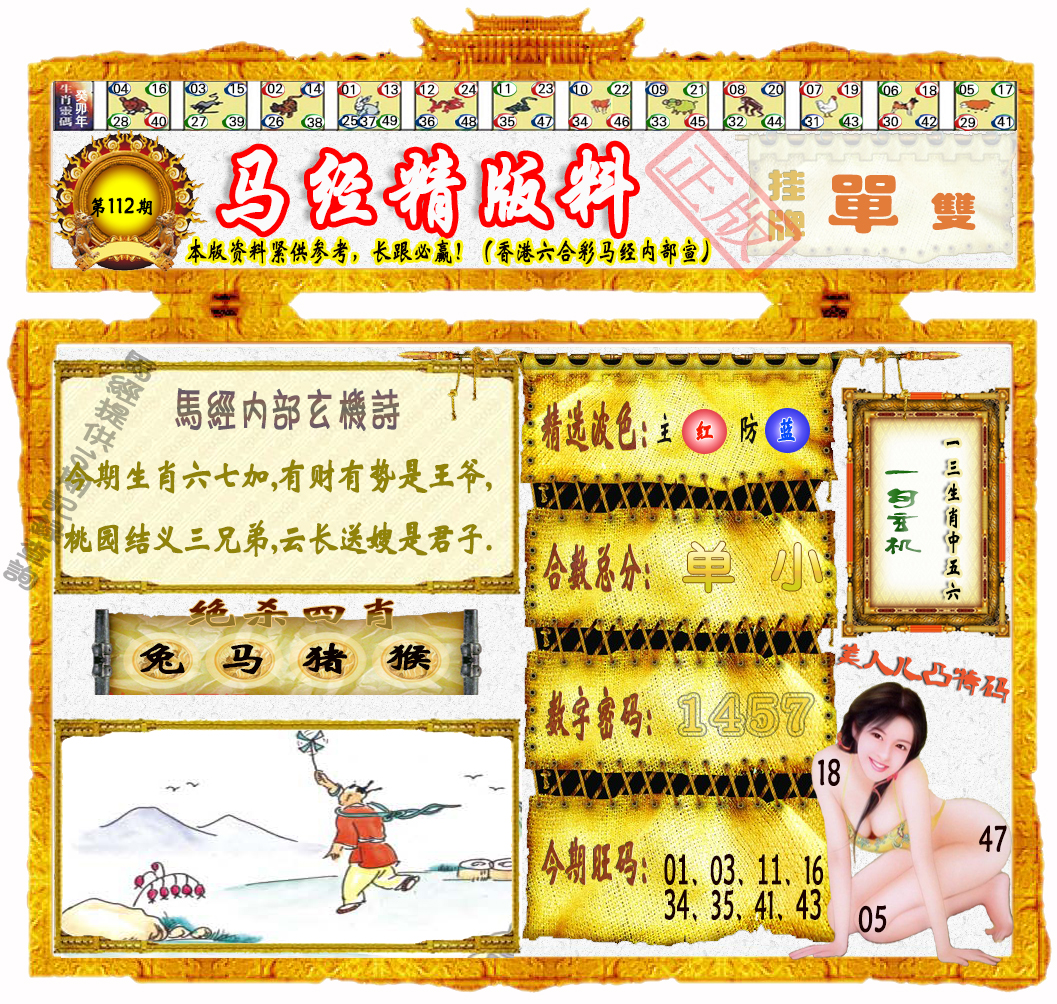 癸卯年
生肖靈碼
04 16 28 40
03 15 27 39
02 14 26 38
01 13 25 37 49
12 24 36 48
11 23 35 47
10 22 34 46
09 21 33 45
08 20 32 44
07 19 31 43
06 18 30 42
05 17 29 41
第112期
马经精版料
正版
挂牌
單 雙
本版资料紧供参考，长跟必赢！（香港六合彩马经内部宣）
馬經内部玄機詩
今期生肖六七加,有财有势是王爷,
桃园结义三兄弟,云长送嫂是君子.
绝杀四肖
兔 马 猪 猴
精选波色：主 红 防 蓝
合数总分：单 小
数字密码：1457
今期旺码：01、03、11、16
34、35、41、43
一三生肖中五六
一句玄机
美人儿凸特码
18
47
05